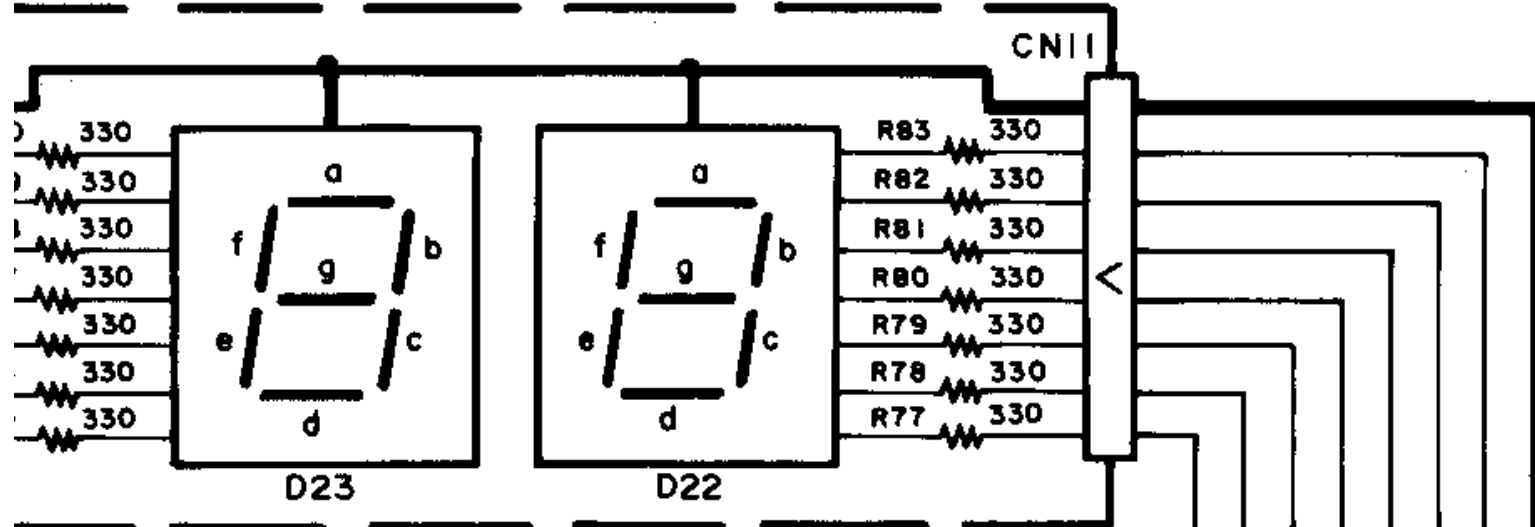 CN11
330 R83 330
330 a a R82 330
330 f b f b R81 330
330 g g R80 330
330 e c e c R79 330
330 R78 330
330 d d R77 330
D23 D22